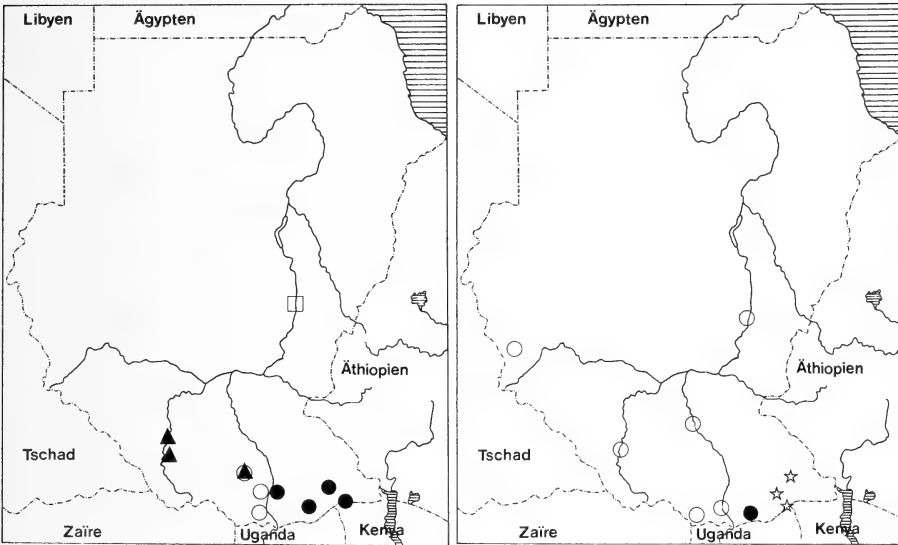 Libyen Ägypten
Äthiopien
Tschad
Zaïre Uganda Kenya
Libyen Ägypten
Äthiopien
Tschad
Zaïre Uganda Kenya